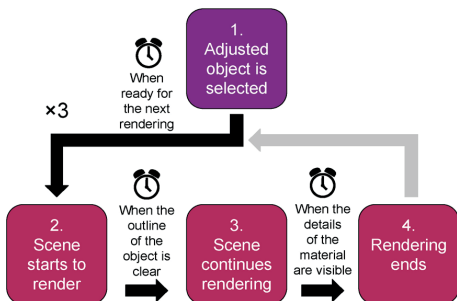 1.
Adjusted
object is
selected
When
ready for
the next
rendering
×3
2.
Scene
starts to
render
When the
outline
of the
object is
clear
3.
Scene
continues
rendering
When the
details
of the
material
are visible
4.
Rendering
ends